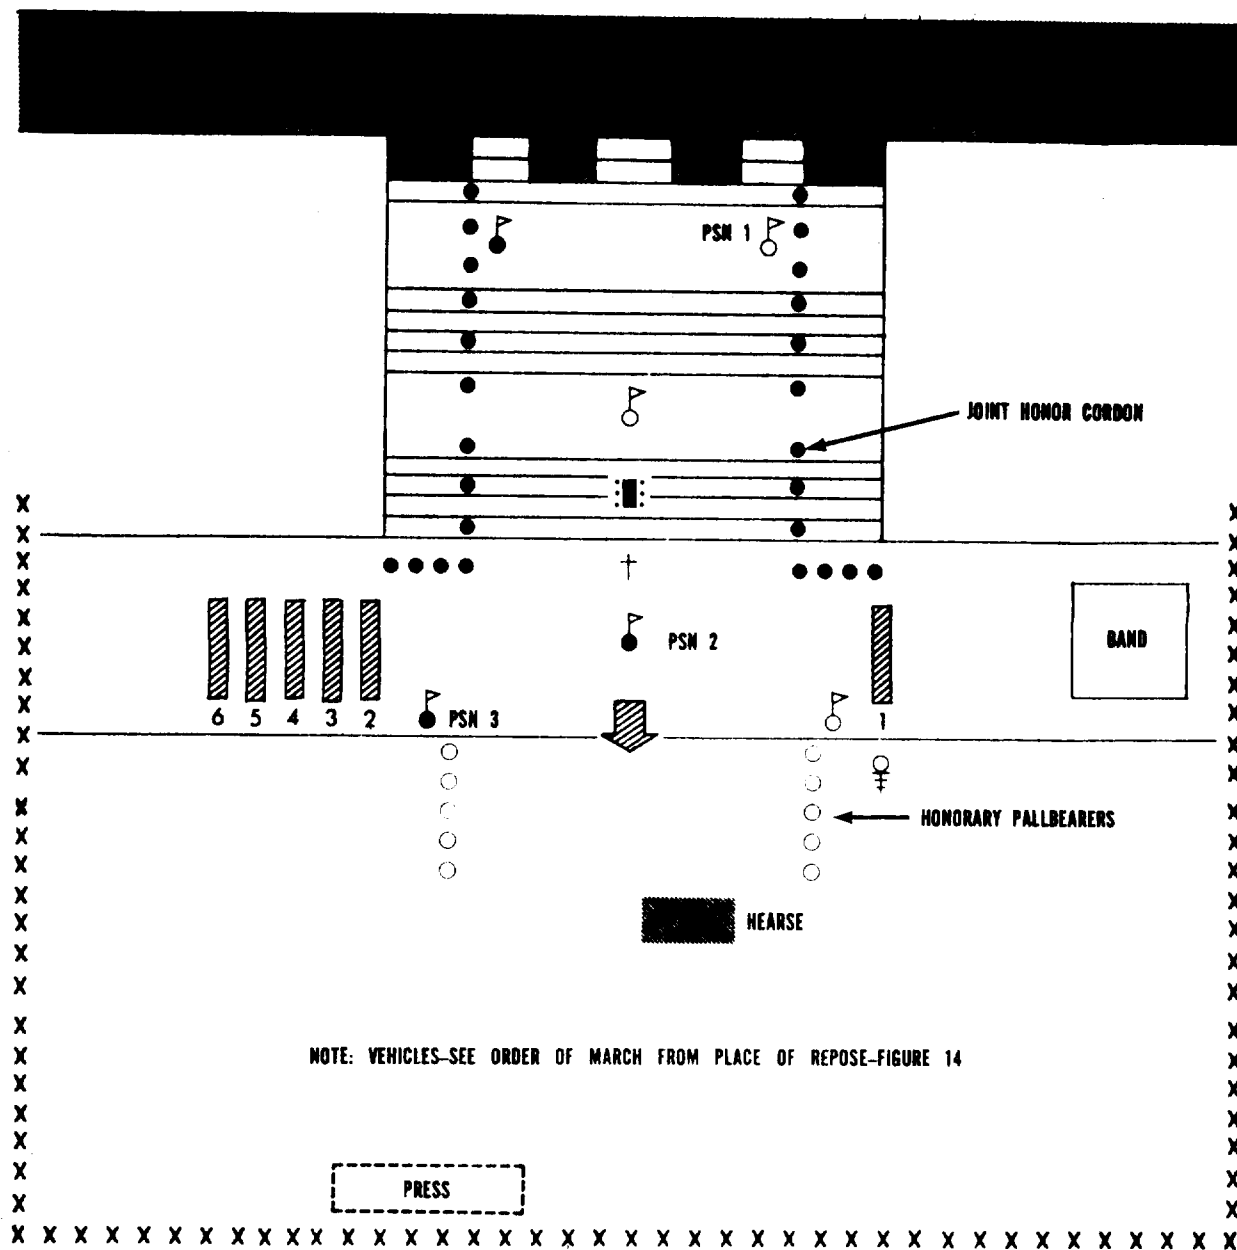 PSN 1
JOINT HONOR CORDON
PSN 2
BAND
6 5 4 3 2
PSN 3
1
HONORARY PALLBEARERS
HEARSE
NOTE: VEHICLES–SEE ORDER OF MARCH FROM PLACE OF REPOSE–FIGURE 14
PRESS